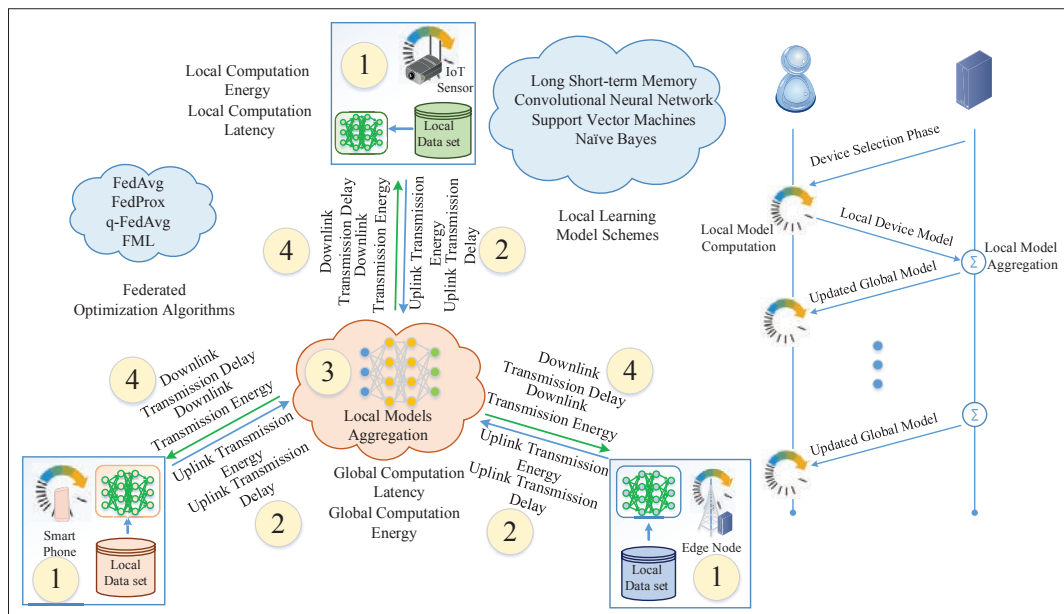 Local Computation
Energy
Local Computation
Latency
1
IoT
Sensor
Local
Data set
Long Short-term Memory
Convolutional Neural Network
Support Vector Machines
Naïve Bayes
Local Learning
Model Schemes
FedAvg
FedProx
q-FedAvg
FML
Federated
Optimization Algorithms
4
Downlink
Transmission Delay
Downlink
Transmission Energy
Uplink Transmission
Energy
Uplink Transmission
Delay
2
3
Local Models
Aggregation
Global Computation
Latency
Global Computation
Energy
4
Downlink
Transmission Delay
Downlink
Transmission Energy
Uplink Transmission
Energy
Uplink Transmission
Delay
2
Smart
Phone
1
Local
Data set
Downlink
Transmission Delay
Downlink
Transmission Energy
4
Uplink Transmission
Energy
Uplink Transmission
Delay
2
Local
Data set
Edge Node
1
Device Selection Phase
Local Model
Computation
Local Device Model
Σ
Local Model
Aggregation
Updated Global Model
Σ
Updated Global Model